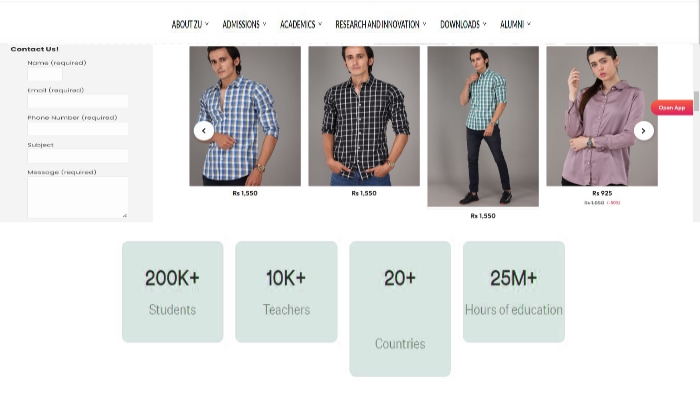 ABOUT ZU ADMISSIONS ACADEMICS RESEARCH AND INNOVATION DOWNLOADS ALUMNI
Contact Us!
Name (required)
Email (required)
Phone Number (required)
Subject
Message (required)
Open App
Rs 1,550 Rs 1,550 Rs 1,550 Rs 925
Rs 1,850 (-50%)
200K+ 10K+ 20+ 25M+
Students Teachers Countries Hours of education